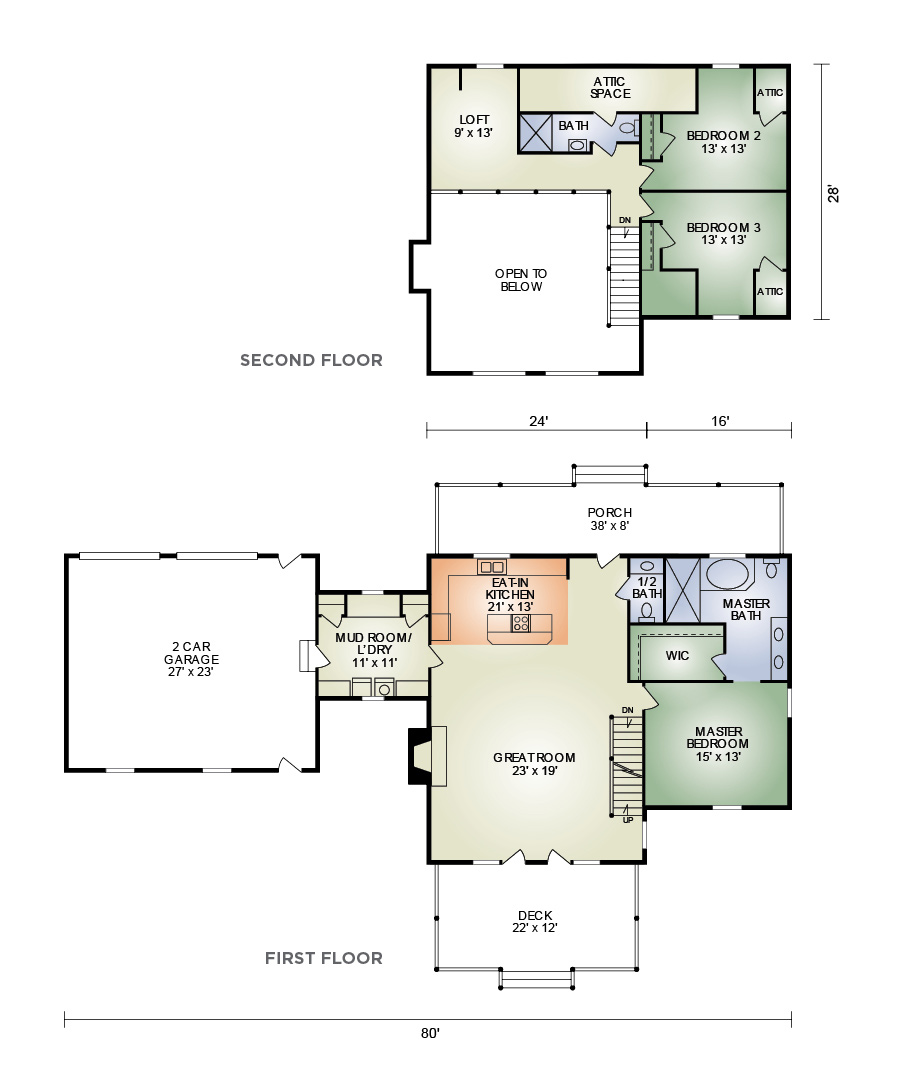 ATTIC
SPACE
ATTIC
LOFT
9' x 13'
BATH
BEDROOM 2
13' x 13'
DN
BEDROOM 3
13' x 13'
28'
OPEN TO
BELOW
ATTIC
SECOND FLOOR
24'
16'
PORCH
38' x 8'
EAT-IN
KITCHEN
21' x 13'
1/2
BATH
MASTER
BATH
2 CAR
GARAGE
27' x 23'
MUD ROOM/
L'DRY
11' x 11'
WIC
DN
MASTER
BEDROOM
15' x 13'
GREAT ROOM
23' x 19'
UP
DECK
22' x 12'
FIRST FLOOR
80'